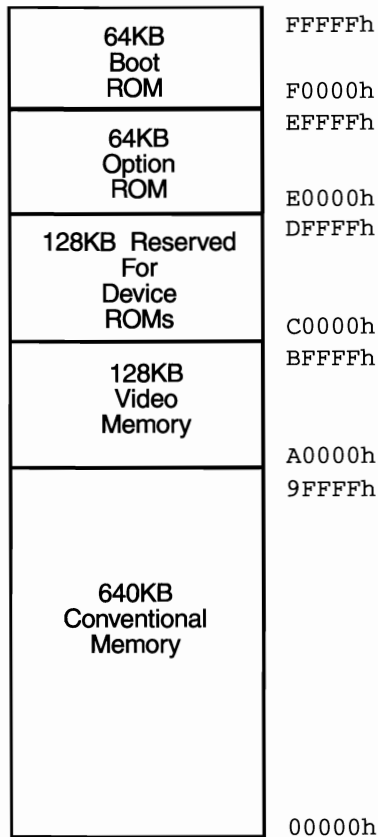 64KB
Boot
ROM
FFFFFh
F0000h
64KB
Option
ROM
EFFFFh
E0000h
128KB Reserved
For
Device
ROMs
DFFFFh
C0000h
128KB
Video
Memory
BFFFFh
A0000h
640KB
Conventional
Memory
9FFFFh
00000h